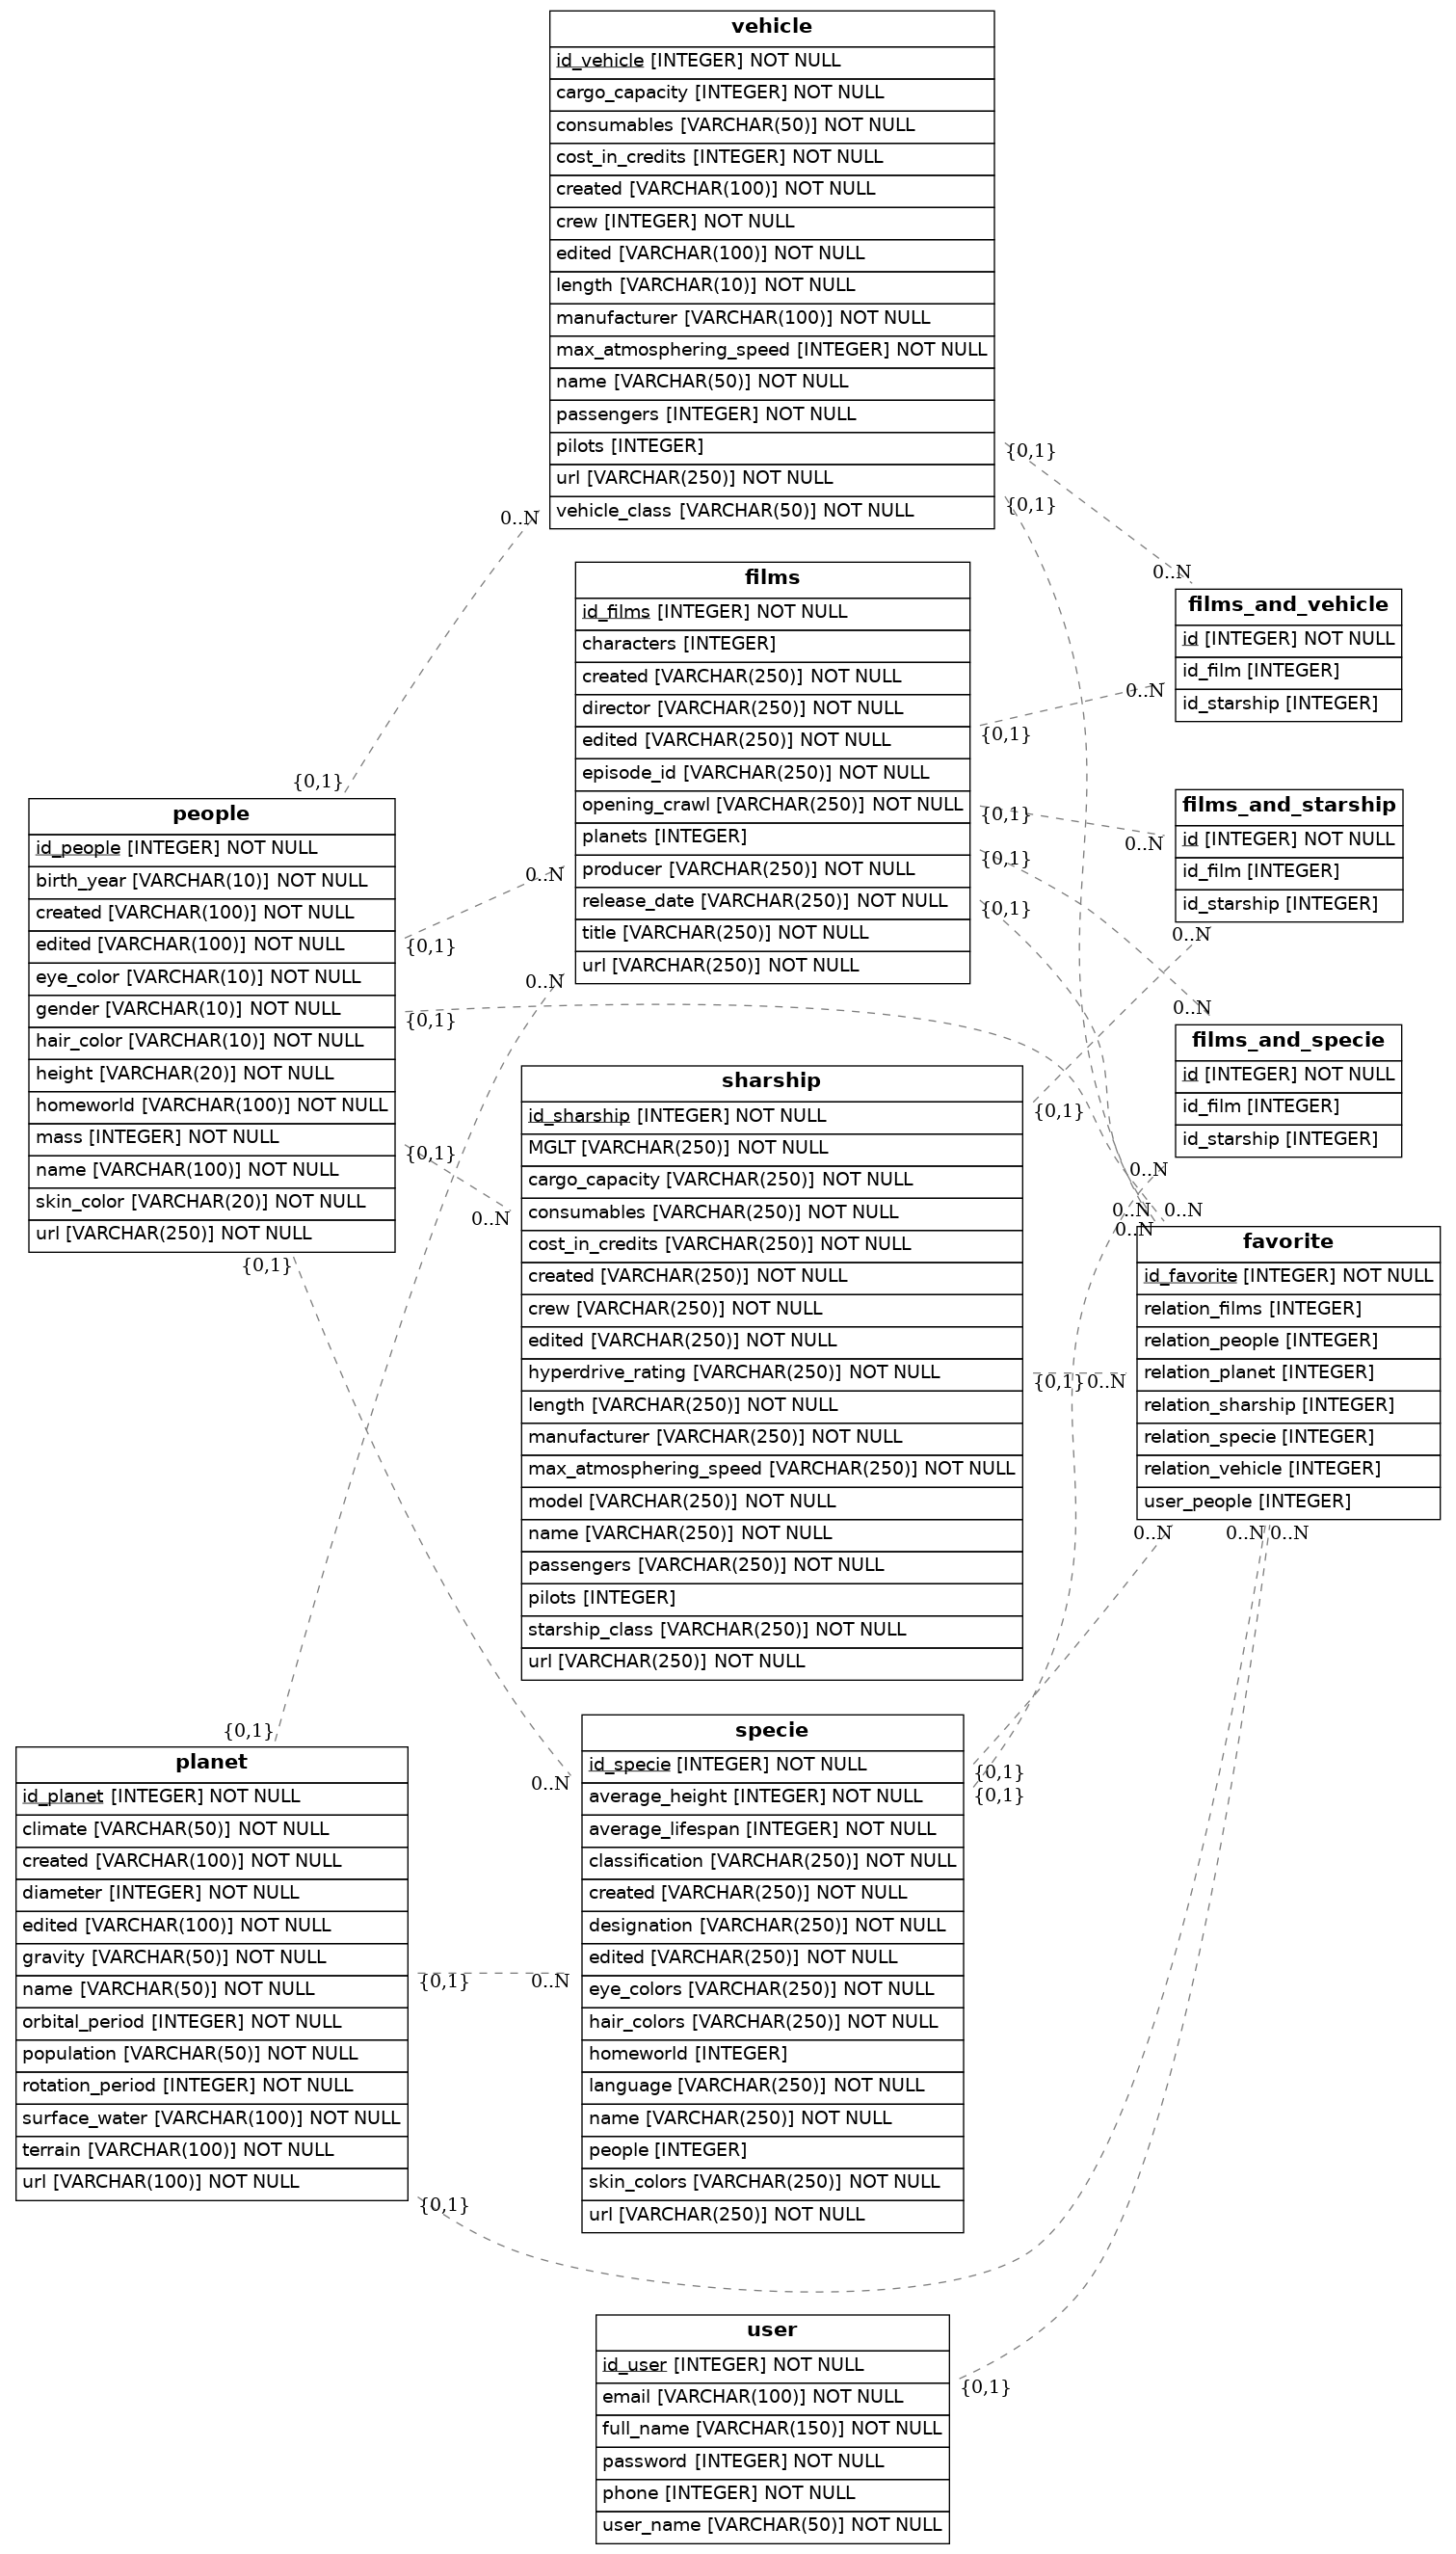 vehicle
id_vehicle [INTEGER] NOT NULL
cargo_capacity [INTEGER] NOT NULL
consumables [VARCHAR(50)] NOT NULL
cost_in_credits [INTEGER] NOT NULL
created [VARCHAR(100)] NOT NULL
crew [INTEGER] NOT NULL
edited [VARCHAR(100)] NOT NULL
length [VARCHAR(10)] NOT NULL
manufacturer [VARCHAR(100)] NOT NULL
max_atmosphering_speed [INTEGER] NOT NULL
name [VARCHAR(50)] NOT NULL
passengers [INTEGER] NOT NULL
pilots [INTEGER]
url [VARCHAR(250)] NOT NULL
vehicle_class [VARCHAR(50)] NOT NULL
{0,1}
{0,1}
0..N
0..N
films
id_films [INTEGER] NOT NULL
characters [INTEGER]
created [VARCHAR(250)] NOT NULL
director [VARCHAR(250)] NOT NULL
edited [VARCHAR(250)] NOT NULL
episode_id [VARCHAR(250)] NOT NULL
opening_crawl [VARCHAR(250)] NOT NULL
planets [INTEGER]
producer [VARCHAR(250)] NOT NULL
release_date [VARCHAR(250)] NOT NULL
title [VARCHAR(250)] NOT NULL
url [VARCHAR(250)] NOT NULL
films_and_vehicle
id [INTEGER] NOT NULL
id_film [INTEGER]
id_starship [INTEGER]
0..N
{0,1}
{0,1}
{0,1}
{0,1}
{0,1}
0..N
0..N
people
id_people [INTEGER] NOT NULL
birth_year [VARCHAR(10)] NOT NULL
created [VARCHAR(100)] NOT NULL
edited [VARCHAR(100)] NOT NULL
eye_color [VARCHAR(10)] NOT NULL
gender [VARCHAR(10)] NOT NULL
hair_color [VARCHAR(10)] NOT NULL
height [VARCHAR(20)] NOT NULL
homeworld [VARCHAR(100)] NOT NULL
mass [INTEGER] NOT NULL
name [VARCHAR(100)] NOT NULL
skin_color [VARCHAR(20)] NOT NULL
url [VARCHAR(250)] NOT NULL
{0,1}
{0,1}
{0,1}
{0,1}
films_and_starship
id [INTEGER] NOT NULL
id_film [INTEGER]
id_starship [INTEGER]
0..N
0..N
0..N
films_and_specie
id [INTEGER] NOT NULL
id_film [INTEGER]
id_starship [INTEGER]
0..N
sharship
id_sharship [INTEGER] NOT NULL
MGLT [VARCHAR(250)] NOT NULL
cargo_capacity [VARCHAR(250)] NOT NULL
consumables [VARCHAR(250)] NOT NULL
cost_in_credits [VARCHAR(250)] NOT NULL
created [VARCHAR(250)] NOT NULL
crew [VARCHAR(250)] NOT NULL
edited [VARCHAR(250)] NOT NULL
hyperdrive_rating [VARCHAR(250)] NOT NULL
length [VARCHAR(250)] NOT NULL
manufacturer [VARCHAR(250)] NOT NULL
max_atmosphering_speed [VARCHAR(250)] NOT NULL
model [VARCHAR(250)] NOT NULL
name [VARCHAR(250)] NOT NULL
passengers [VARCHAR(250)] NOT NULL
pilots [INTEGER]
starship_class [VARCHAR(250)] NOT NULL
url [VARCHAR(250)] NOT NULL
{0,1}
0..N
{0,1}
0..N
0..N
0..N
0..N
favorite
id_favorite [INTEGER] NOT NULL
relation_films [INTEGER]
relation_people [INTEGER]
relation_planet [INTEGER]
relation_sharship [INTEGER]
relation_specie [INTEGER]
relation_vehicle [INTEGER]
user_people [INTEGER]
0..N
0..N
0..N
{0,1}
planet
id_planet [INTEGER] NOT NULL
climate [VARCHAR(50)] NOT NULL
created [VARCHAR(100)] NOT NULL
diameter [INTEGER] NOT NULL
edited [VARCHAR(100)] NOT NULL
gravity [VARCHAR(50)] NOT NULL
name [VARCHAR(50)] NOT NULL
orbital_period [INTEGER] NOT NULL
population [VARCHAR(50)] NOT NULL
rotation_period [INTEGER] NOT NULL
surface_water [VARCHAR(100)] NOT NULL
terrain [VARCHAR(100)] NOT NULL
url [VARCHAR(100)] NOT NULL
{0,1}
{0,1}
0..N
0..N
specie
id_specie [INTEGER] NOT NULL
average_height [INTEGER] NOT NULL
average_lifespan [INTEGER] NOT NULL
classification [VARCHAR(250)] NOT NULL
created [VARCHAR(250)] NOT NULL
designation [VARCHAR(250)] NOT NULL
edited [VARCHAR(250)] NOT NULL
eye_colors [VARCHAR(250)] NOT NULL
hair_colors [VARCHAR(250)] NOT NULL
homeworld [INTEGER]
language [VARCHAR(250)] NOT NULL
name [VARCHAR(250)] NOT NULL
people [INTEGER]
skin_colors [VARCHAR(250)] NOT NULL
url [VARCHAR(250)] NOT NULL
{0,1}
{0,1}
user
id_user [INTEGER] NOT NULL
email [VARCHAR(100)] NOT NULL
full_name [VARCHAR(150)] NOT NULL
password [INTEGER] NOT NULL
phone [INTEGER] NOT NULL
user_name [VARCHAR(50)] NOT NULL
{0,1}